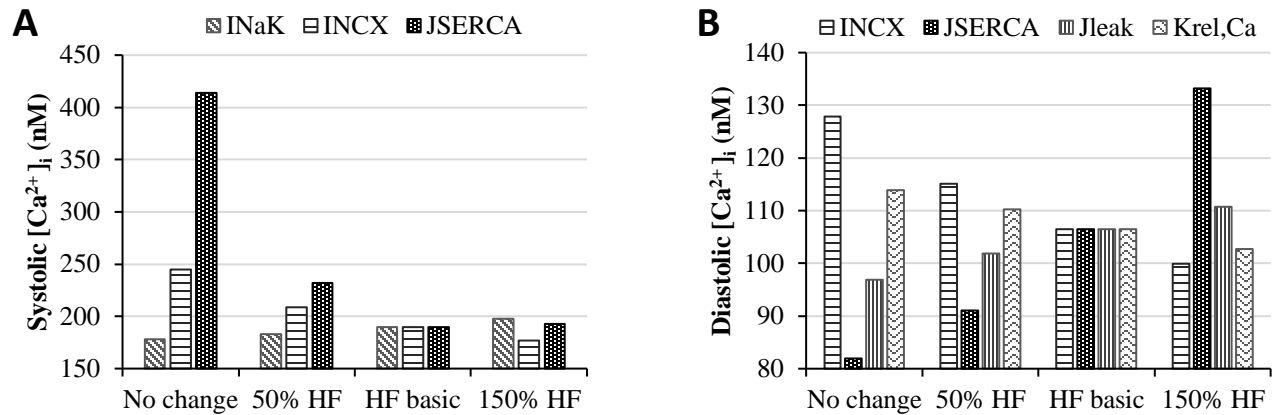 A
INaK INCX JSERCA
Systolic [Ca²⁺]ᵢ (nM)
450
400
350
300
250
200
150
No change 50% HF HF basic 150% HF
B
INCX JSERCA Jleak Krel,Ca
Diastolic [Ca²⁺]ᵢ (nM)
140
130
120
110
100
90
80
No change 50% HF HF basic 150% HF